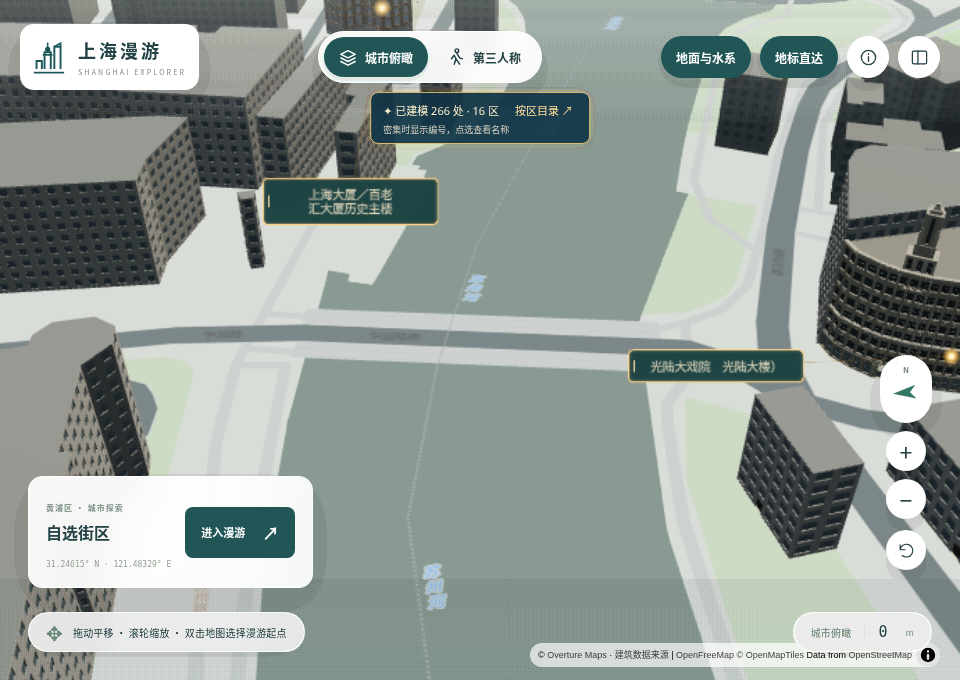 上海漫游
SHANGHAI EXPLORER
城市俯瞰
第三人称
地面与水系
地标直达
✦ 已建模 266 处 · 16 区 按区目录 ↗
密集时显示编号，点选查看名称
上海大厦／百老
汇大厦历史主楼
光陆大戏院 光陆大楼）
N
+
−
黄浦区 · 城市探索
自选街区
31.24615° N · 121.48329° E
进入漫游 ↗
苏州河
拖动平移 · 滚轮缩放 · 双击地图选择漫游起点
城市俯瞰 0 m
© Overture Maps · 建筑数据来源 | OpenFreeMap © OpenMapTiles Data from OpenStreetMap